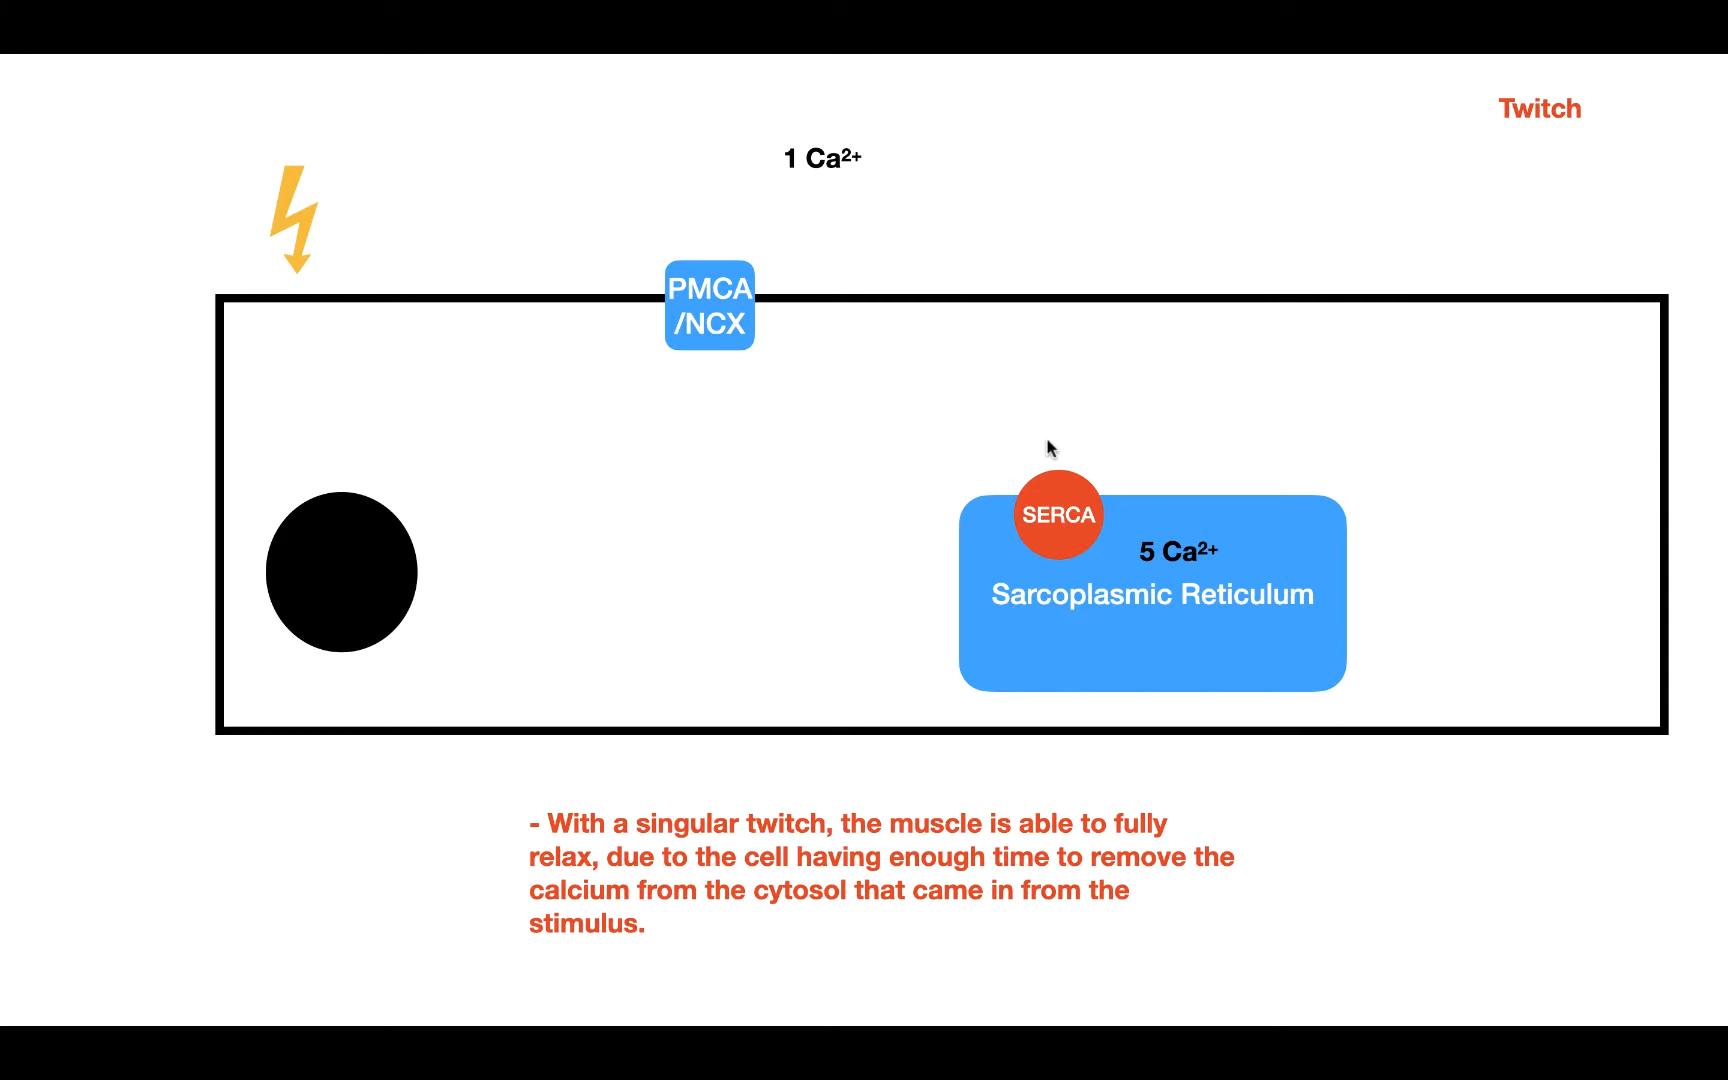 Twitch
1 Ca²⁺
PMCA
/NCX
SERCA
5 Ca²⁺
Sarcoplasmic Reticulum
- With a singular twitch, the muscle is able to fully
relax, due to the cell having enough time to remove the
calcium from the cytosol that came in from the
stimulus.